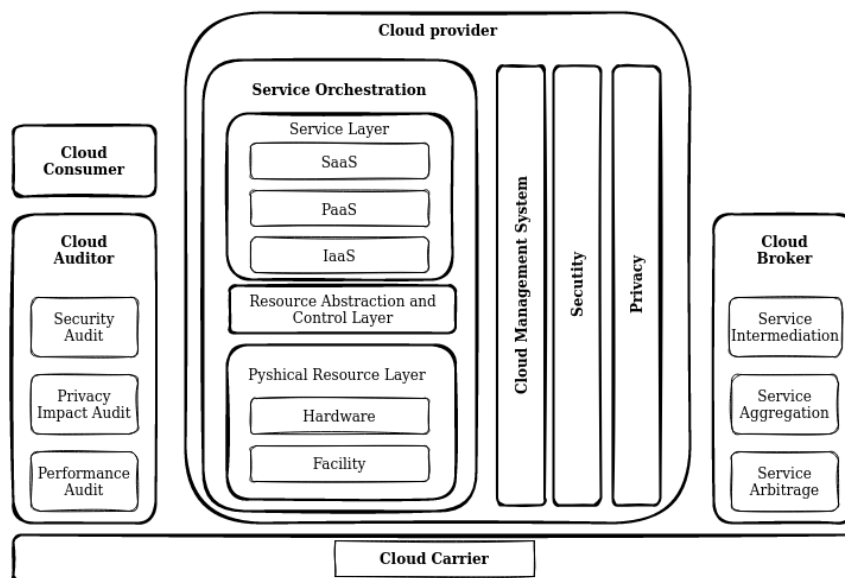 Cloud provider
Service Orchestration
Service Layer
SaaS
PaaS
IaaS
Resource Abstraction and
Control Layer
Pyshical Resource Layer
Hardware
Facility
Cloud Management System
Secutity
Privacy
Cloud
Consumer
Cloud
Auditor
Security
Audit
Privacy
Impact Audit
Performance
Audit
Cloud
Broker
Service
Intermediation
Service
Aggregation
Service
Arbitrage
Cloud Carrier